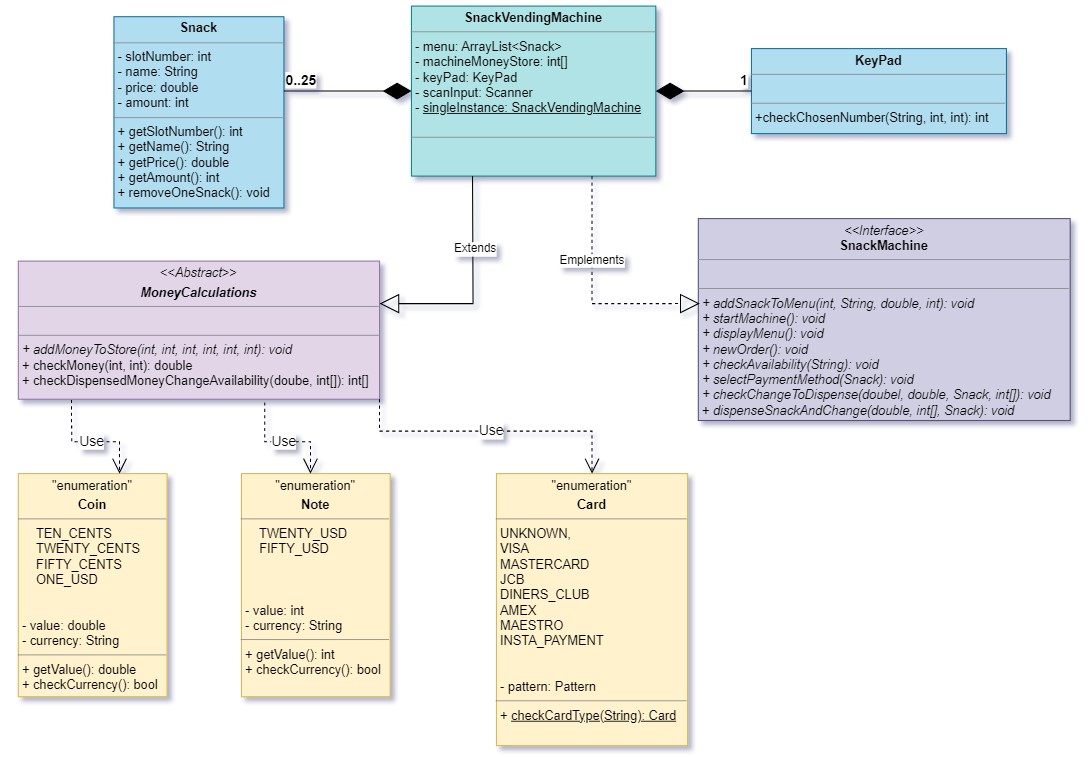 Snack
- slotNumber: int
- name: String
- price: double
- amount: int
+ getSlotNumber(): int
+ getName(): String
+ getPrice(): double
+ getAmount(): int
+ removeOneSnack(): void
0..25
SnackVendingMachine
- menu: ArrayList<Snack>
- machineMoneyStore: int[]
- keyPad: KeyPad
- scanInput: Scanner
- singleInstance: SnackVendingMachine
1
KeyPad
+checkChosenNumber(String, int, int): int
Extends
Emplements
<<Interface>>
SnackMachine
+ addSnackToMenu(int, String, double, int): void
+ startMachine(): void
+ displayMenu(): void
+ newOrder(): void
+ checkAvailability(String): void
+ selectPaymentMethod(Snack): void
+ checkChangeToDispense(doubel, double, Snack, int[]): void
+ dispenseSnackAndChange(double, int[], Snack): void
<<Abstract>>
MoneyCalculations
+ addMoneyToStore(int, int, int, int, int, int): void
+ checkMoney(int, int): double
+ checkDispensedMoneyChangeAvailability(doube, int[]): int[]
Use
Use
Use
"enumeration"
Coin
TEN_CENTS
TWENTY_CENTS
FIFTY_CENTS
ONE_USD
- value: double
- currency: String
+ getValue(): double
+ checkCurrency(): bool
"enumeration"
Note
TWENTY_USD
FIFTY_USD
- value: int
- currency: String
+ getValue(): int
+ checkCurrency(): bool
"enumeration"
Card
UNKNOWN,
VISA
MASTERCARD
JCB
DINERS_CLUB
AMEX
MAESTRO
INSTA_PAYMENT
- pattern: Pattern
+ checkCardType(String): Card